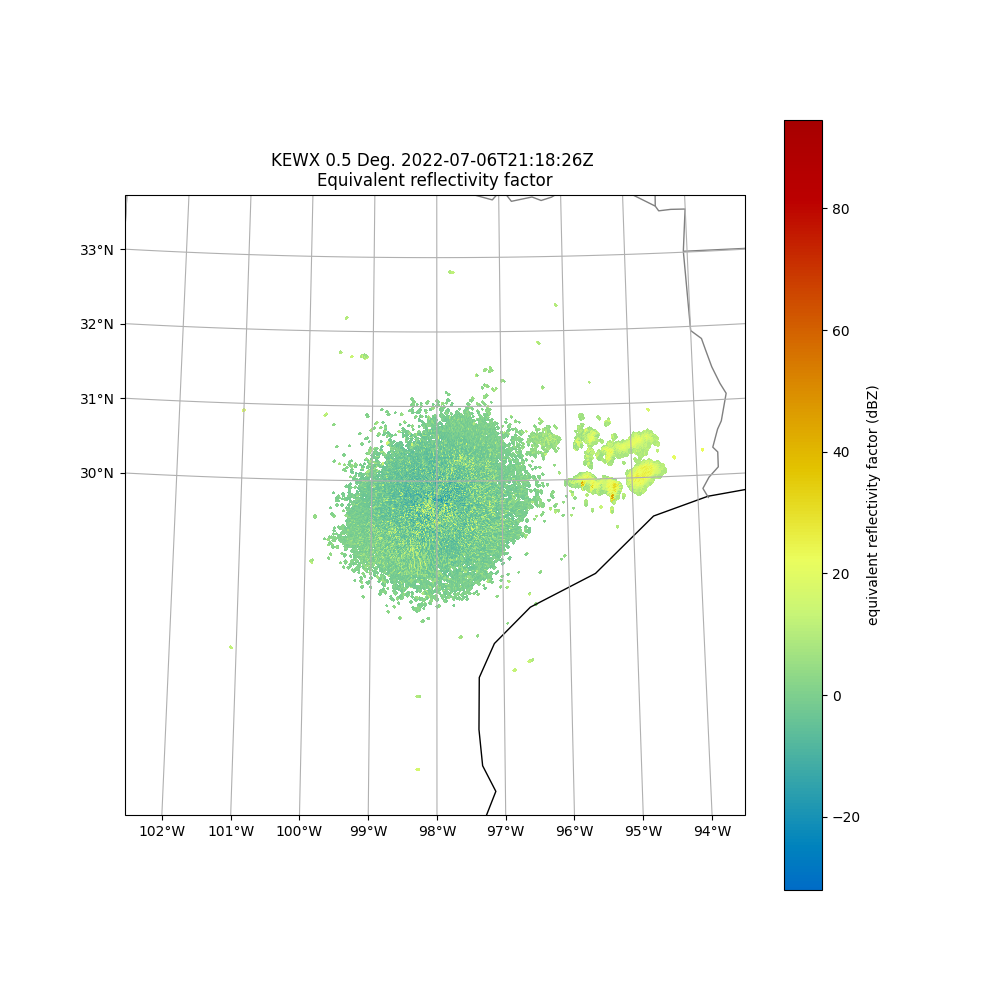 KEWX 0.5 Deg. 2022-07-06T21:18:26Z
Equivalent reflectivity factor
33°N
32°N
31°N
30°N
102°W 101°W 100°W 99°W 98°W 97°W 96°W 95°W 94°W
80
60
40
20
0
−20
equivalent reflectivity factor (dBZ)